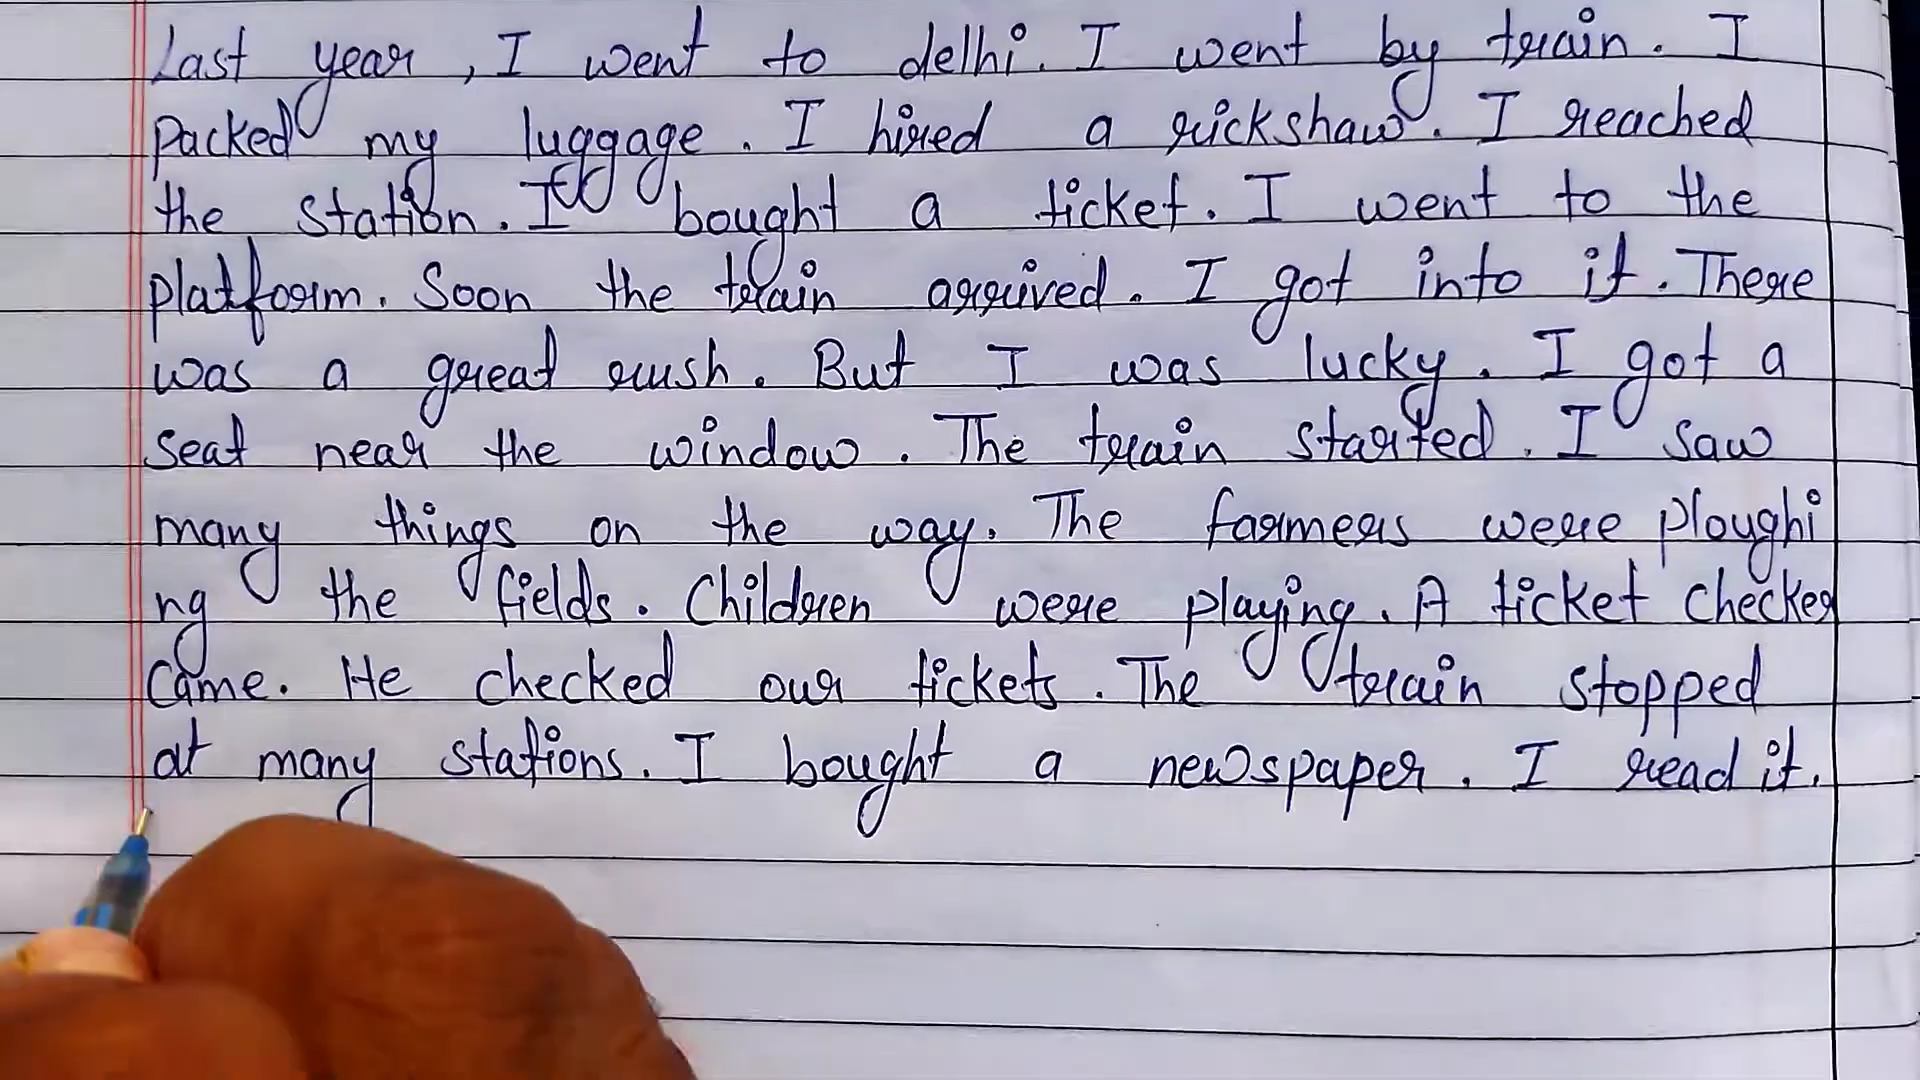 Last year, I went to delhi. I went by train. I
Packed my luggage. I hired a rickshaw. I reached
the station. I bought a ticket. I went to the
platform. Soon the train arrived. I got into it. There
was a great rush. But I was lucky. I got a
seat near the window. The train started. I saw
many things on the way. The farmers were ploughi
ng the fields. Children were playing. A ticket checker
Came. He checked our tickets. The train stopped
at many stations. I bought a newspaper. I read it.